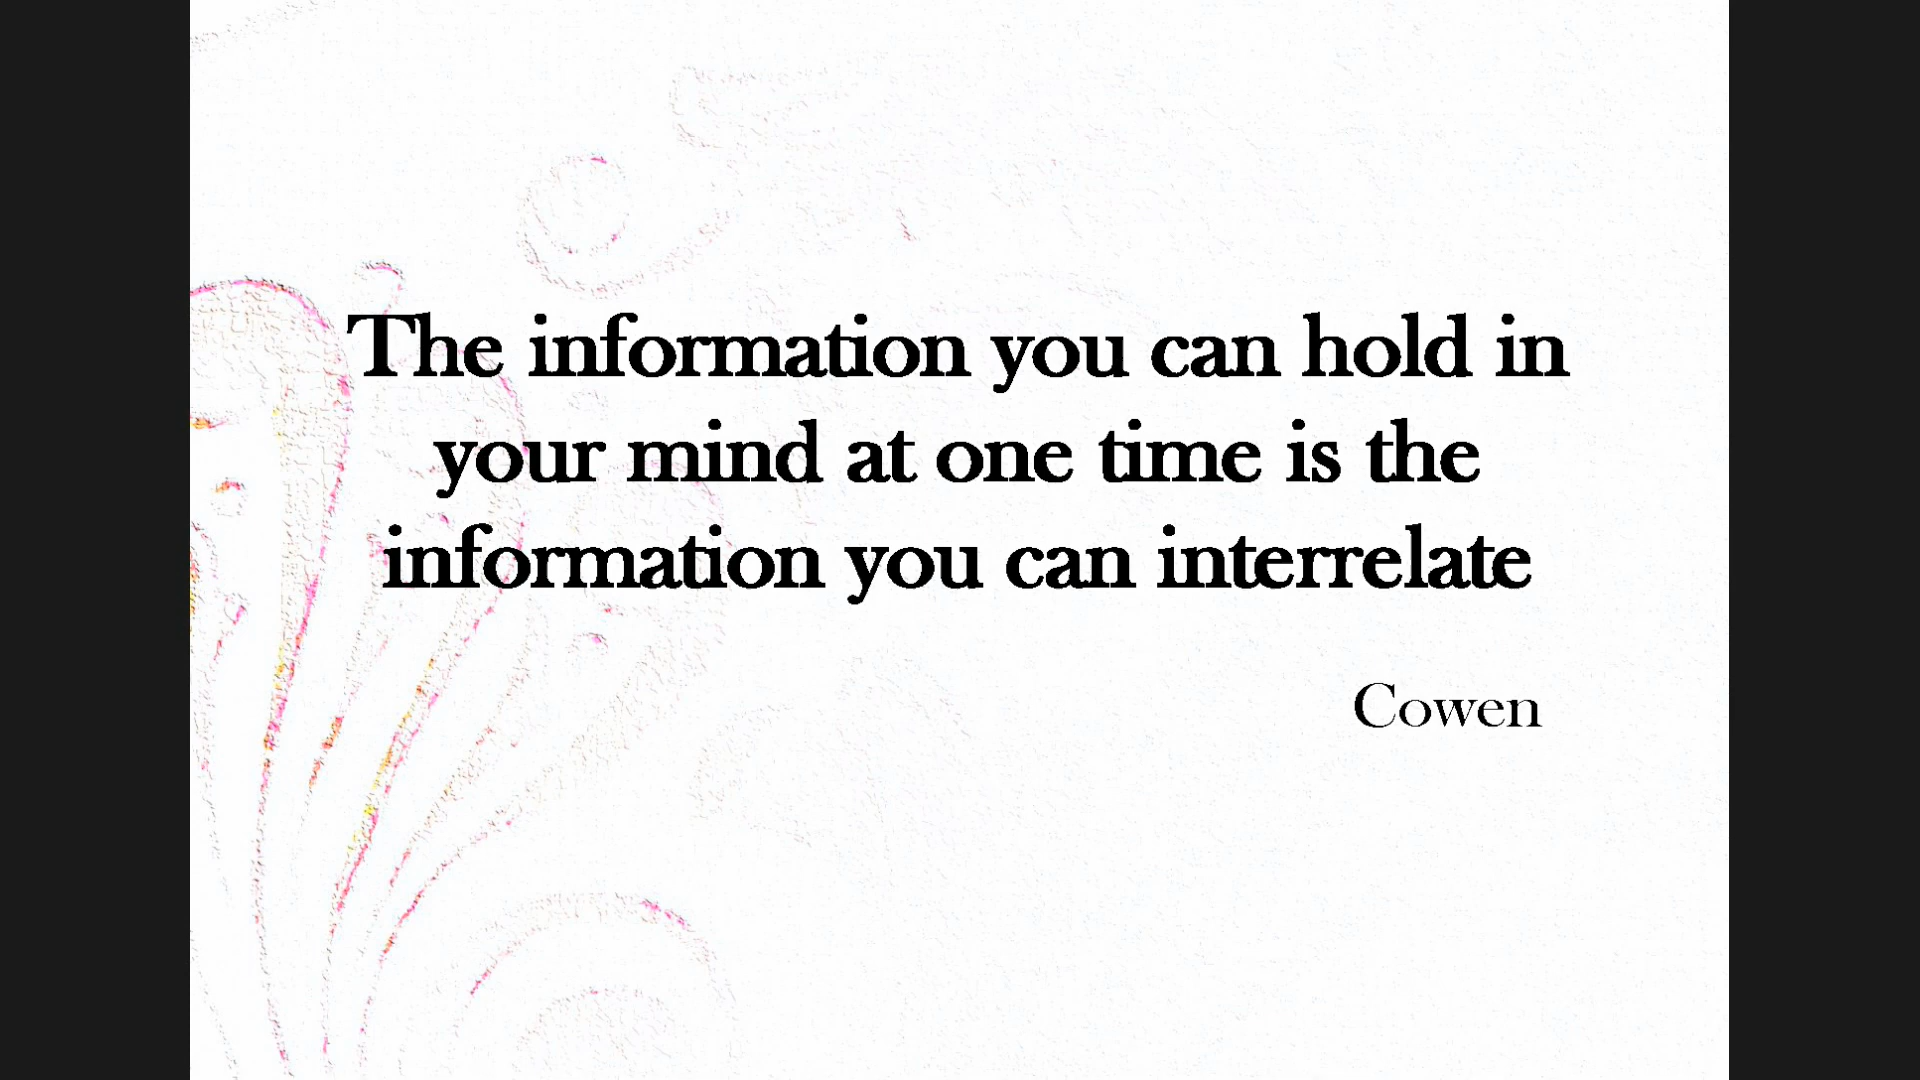 The information you can hold in
your mind at one time is the
information you can interrelate
Cowen